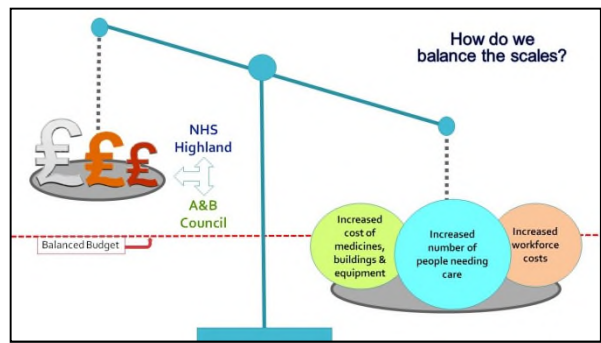 How do we
balance the scales?
£ £ £
NHS
Highland
A&B
Council
Balanced Budget
Increased
cost of
medicines,
buildings &
equipment
Increased
number of
people needing
care
Increased
workforce
costs